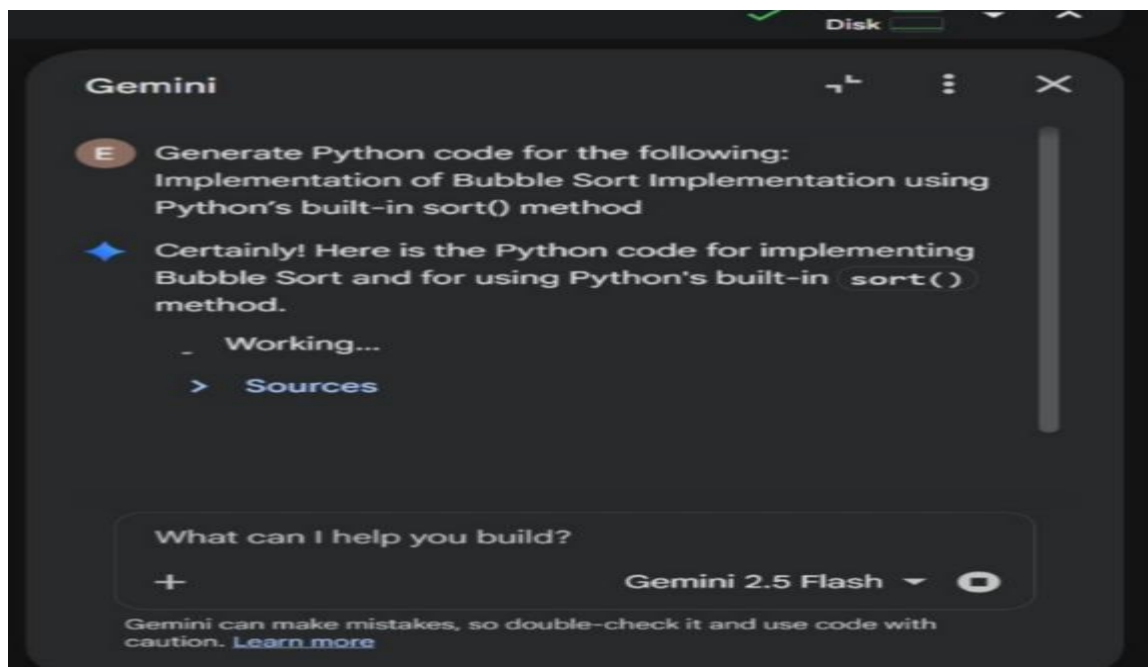 Disk
Gemini
E
Generate Python code for the following:
Implementation of Bubble Sort Implementation using
Python's built-in sort() method
Certainly! Here is the Python code for implementing
Bubble Sort and for using Python's built-in sort()
method.
Working...
> Sources
What can I help you build?
Gemini 2.5 Flash
Gemini can make mistakes, so double-check it and use code with
caution. Learn more